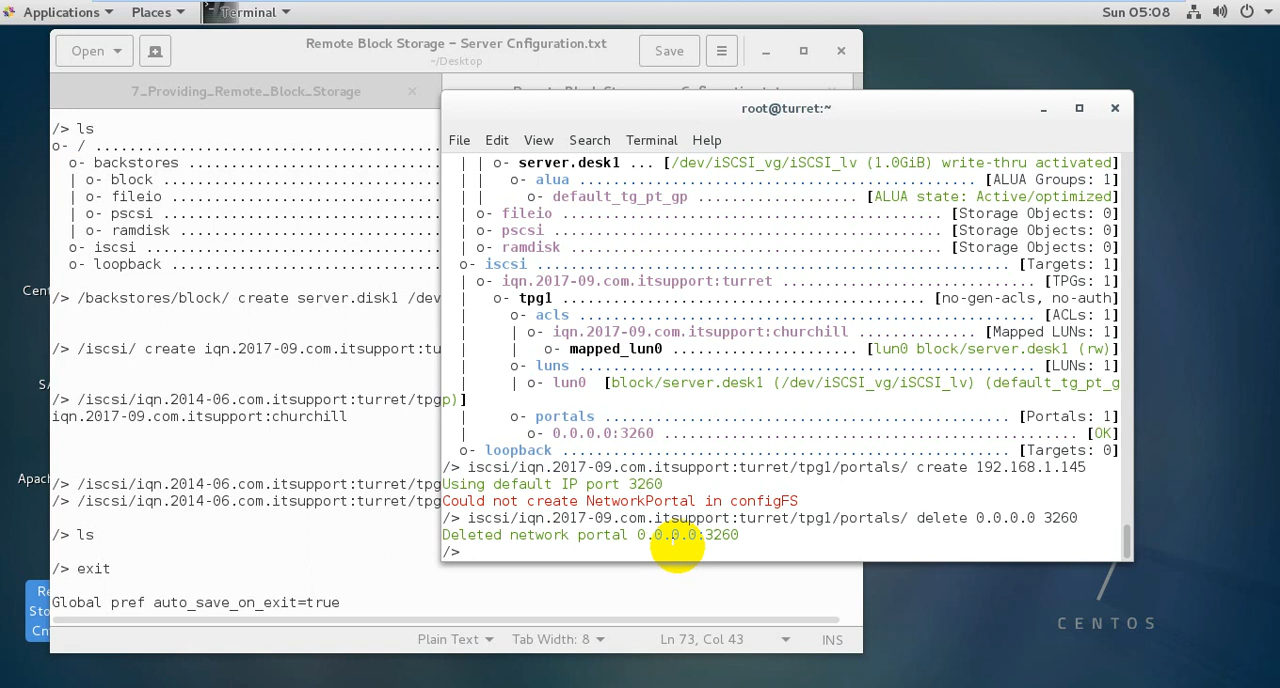 Applications Places Terminal Sun 05:08
Open Remote Block Storage – Server Cnfiguration.txt Save
~/Desktop
7_Providing_Remote_Block_Storage
/> ls
o- / ..........................................
o- backstores ..............................
| o- block .................................
| o- fileio ................................
| o- pscsi .................................
| o- ramdisk ...............................
o- iscsi ...................................
o- loopback ................................
/> /backstores/block/ create server.disk1 /dev
/> /iscsi/ create iqn.2017-09.com.itsupport:tu
/> /iscsi/iqn.2014-06.com.itsupport:turret/tpg
iqn.2017-09.com.itsupport:churchill
/> /iscsi/iqn.2014-06.com.itsupport:turret/tpg
/> /iscsi/iqn.2014-06.com.itsupport:turret/tpg
/> ls
/> exit
Global pref auto_save_on_exit=true
Plain Text Tab Width: 8 Ln 73, Col 43 INS
root@turret:~
File Edit View Search Terminal Help
| | o- server.desk1 ... [/dev/iSCSI_vg/iSCSI_lv (1.0GiB) write-thru activated]
| | o- alua ................................................... [ALUA Groups: 1]
| | o- default_tg_pt_gp ....................... [ALUA state: Active/optimized]
| o- fileio ................................................. [Storage Objects: 0]
| o- pscsi .................................................. [Storage Objects: 0]
| o- ramdisk ................................................ [Storage Objects: 0]
o- iscsi ............................................................ [Targets: 1]
| o- iqn.2017-09.com.itsupport:turret .................................. [TPGs: 1]
| o- tpg1 ............................................... [no-gen-acls, no-auth]
| o- acls .......................................................... [ACLs: 1]
| | o- iqn.2017-09.com.itsupport:churchill .............. [Mapped LUNs: 1]
| | o- mapped_lun0 ....................... [lun0 block/server.desk1 (rw)]
| o- luns .......................................................... [LUNs: 1]
| | o- lun0 [block/server.desk1 (/dev/iSCSI_vg/iSCSI_lv) (default_tg_pt_g
p)]
| o- portals .................................................... [Portals: 1]
| o- 0.0.0.0:3260 ..................................................... [OK]
o- loopback ......................................................... [Targets: 0]
/> iscsi/iqn.2017-09.com.itsupport:turret/tpg1/portals/ create 192.168.1.145
Using default IP port 3260
Could not create NetworkPortal in configFS
/> iscsi/iqn.2017-09.com.itsupport:turret/tpg1/portals/ delete 0.0.0.0 3260
Deleted network portal 0.0.0.0:3260
/>
7
CENTOS